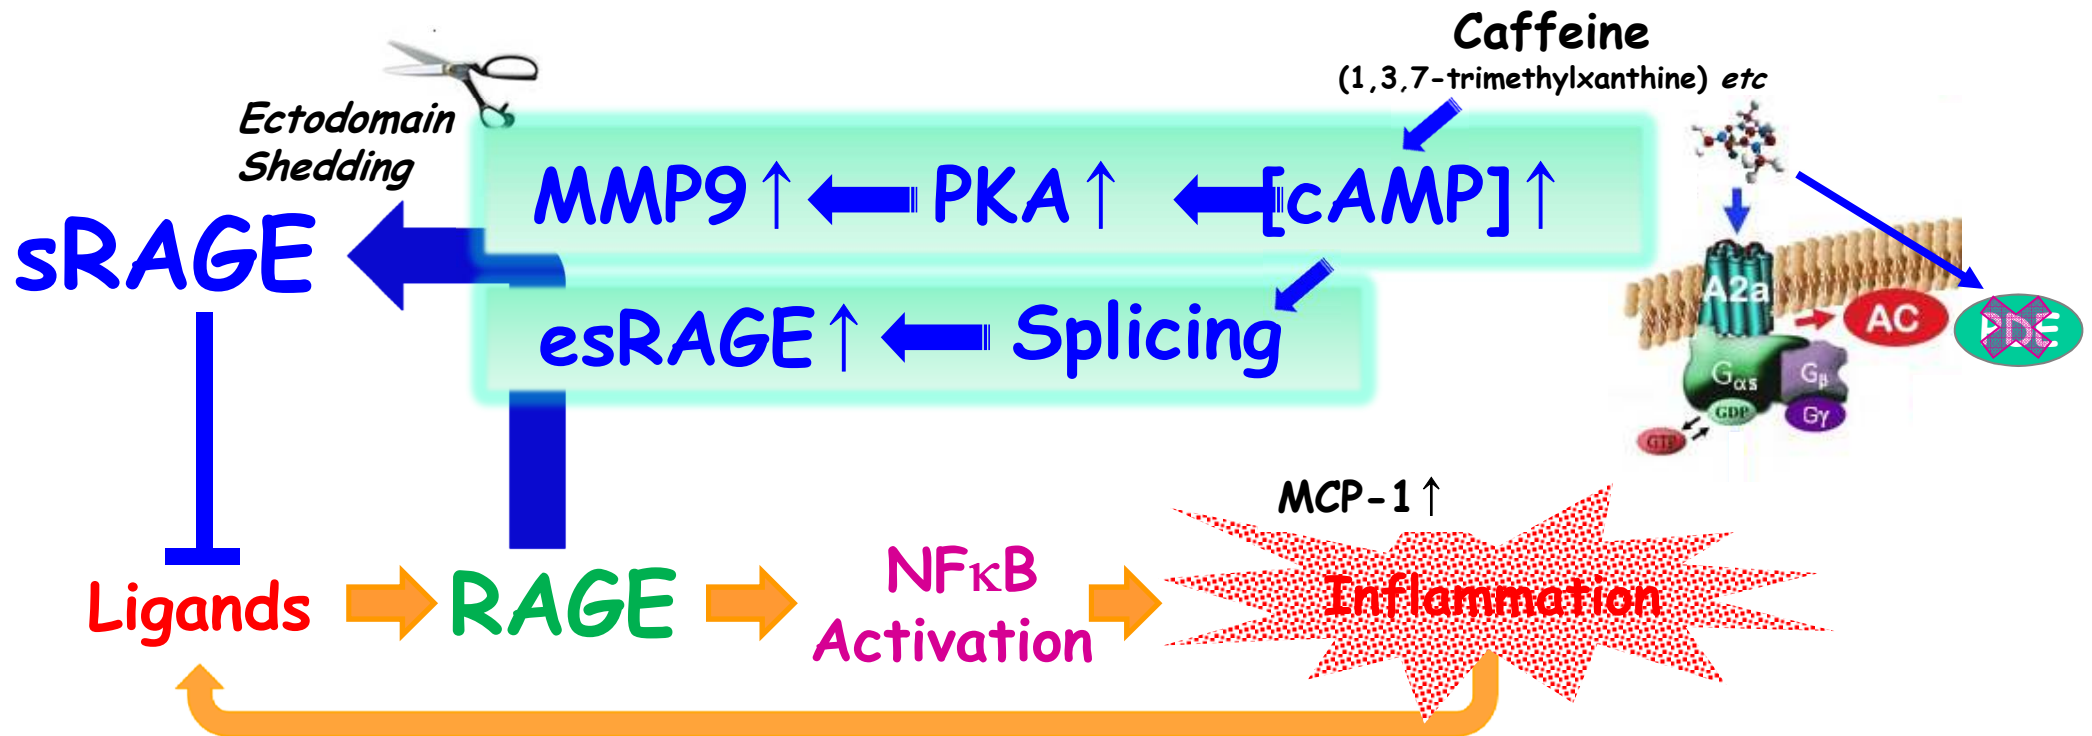 Caffeine
(1,3,7-trimethylxanthine) etc
Ectodomain
Shedding
MMP9↑ PKA↑ [cAMP]↑
sRAGE
esRAGE↑ Splicing
A2a
AC
PDE
Gαs
Gβ
GDP
Gγ
GTP
MCP-1↑
Ligands
RAGE
NFκB
Activation
Inflammation